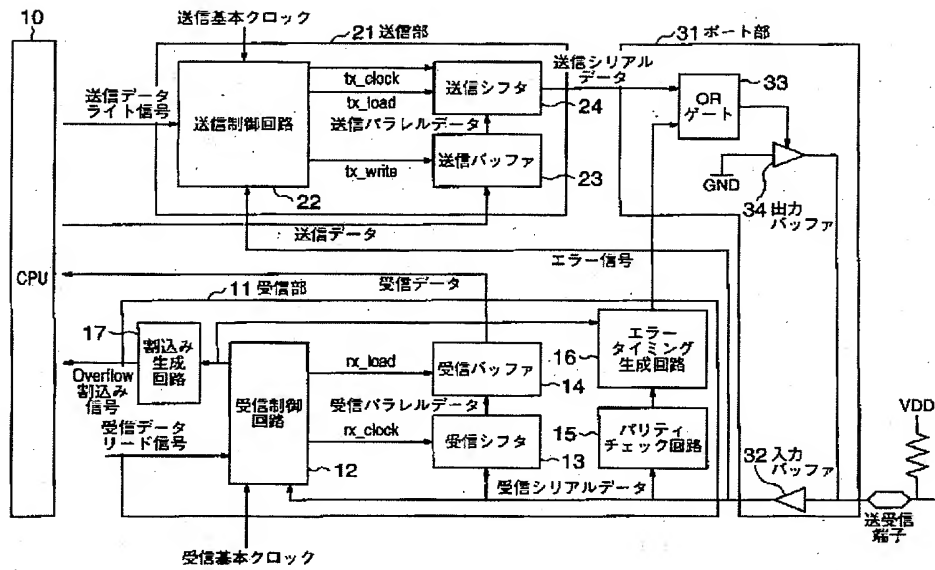 10
送信基本クロック
21 送信部
31 ポート部
送信シリアル
データ
33
tx_clock
tx_load
送信シフタ
24
OR
ゲート
送信データ
ライト信号
送信制御回路
送信パラレルデータ
tx_write
送信バッファ
23
22
GND
34 出力
バッファ
送信データ
エラー信号
CPU
受信データ
11 受信部
17
割込み
生成
回路
Overflow
割込み
信号
受信データ
リード信号
受信制御
回路
12
rx_load
受信バッファ
14
受信パラレルデータ
rx_clock
受信シフタ
13
16
エラー
タイミング
生成回路
15
パリティ
チェック回路
受信シリアルデータ
32 入力
バッファ
VDD
送受信
端子
受信基本クロック